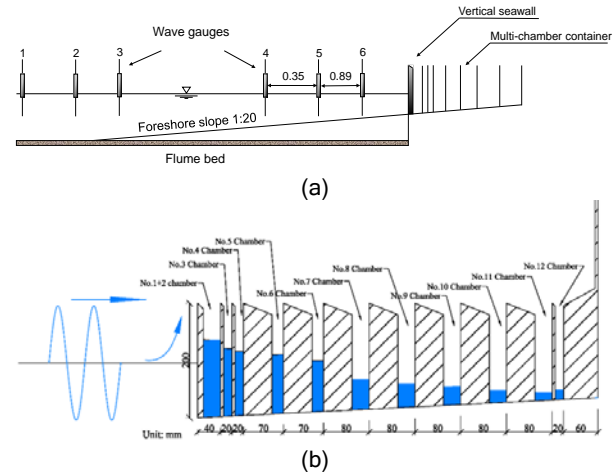 Vertical seawall
Wave gauges
Multi-chamber container
1 2 3 4 5 6
0.35 0.89
Foreshore slope 1:20
Flume bed
(a)
No.5 Chamber
No.4 Chamber
No.3 Chamber
No.1+2 chamber
No.6 Chamber
No.7 Chamber
No.8 Chamber
No.9 Chamber
No.10 Chamber
No.11 Chamber
No.12 Chamber
200
Unit: mm
40 20 20 70 70 80 80 80 80 80 20 60
(b)